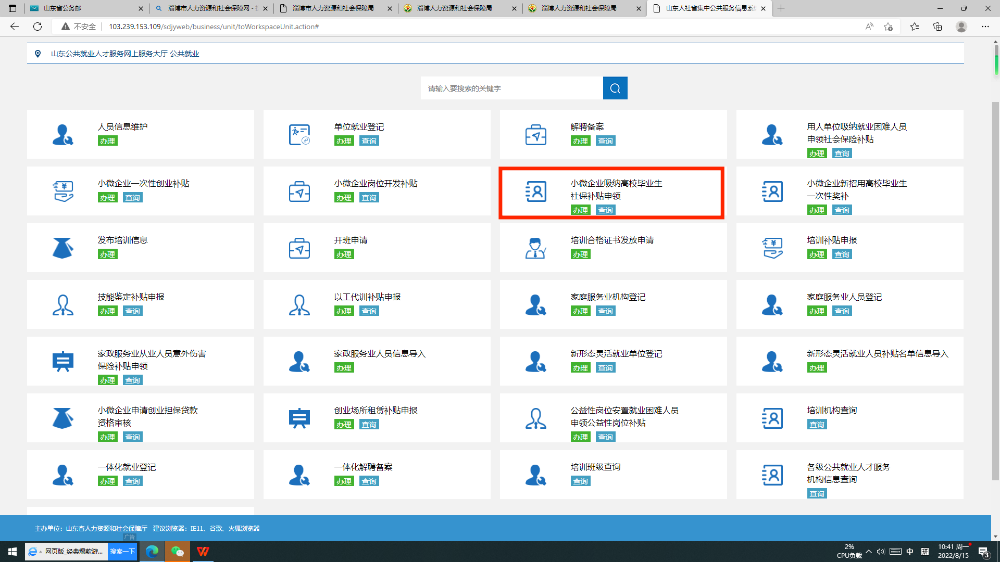 山东省公务邮
淄博市人力资源和社会保障网 -
淄博市人力资源和社会保障局
淄博人力资源和社会保障局
淄博人力资源和社会保障局
山东人社省集中公共服务信息系
不安全
103.239.153.109/sdjyweb/business/unit/toWorkspaceUnit.action#
山东公共就业人才服务网上服务大厅 公共就业
请输入要搜索的关键字
人员信息维护
办理
单位就业登记
办理 查询
解聘备案
办理 查询
用人单位吸纳就业困难人员
申领社会保险补贴
办理 查询
小微企业一次性创业补贴
办理 查询
小微企业岗位开发补贴
办理 查询
小微企业吸纳高校毕业生
社保补贴申领
办理 查询
小微企业新招用高校毕业生
一次性奖补
办理 查询
发布培训信息
办理
开班申请
办理
培训合格证书发放申请
办理
培训补贴申报
办理 查询
技能鉴定补贴申报
办理 查询
以工代训补贴申报
办理 查询
家庭服务业机构登记
办理 查询
家庭服务业人员登记
办理 查询
家政服务业从业人员意外伤害
保险补贴申领
办理 查询
家政服务业人员信息导入
办理
新形态灵活就业单位登记
办理 查询
新形态灵活就业人员补贴名单信息导入
办理
小微企业申请创业担保贷款
资格审核
办理 查询
创业场所租赁补贴申报
办理 查询
公益性岗位安置就业困难人员
申领公益性岗位补贴
办理 查询
培训机构查询
查询
一体化就业登记
办理 查询
一体化解聘备案
办理 查询
培训班级查询
查询
各级公共就业人才服务
机构信息查询
查询
主办单位：山东省人力资源和社会保障厅 建议浏览器：IE11、谷歌、火狐浏览器
广告
网页版_经典爆款游... 搜索一下
2%
CPU负载
中
拼
10:41 周一
2022/8/15
3